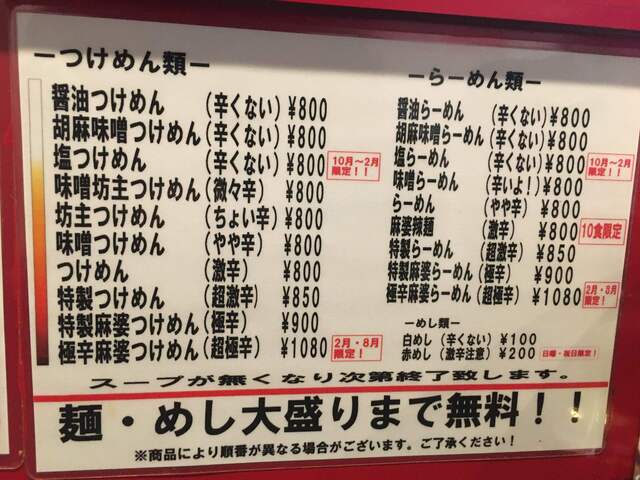 －つけめん類－
醤油つけめん (辛くない) ¥800
胡麻味噌つけめん (辛くない) ¥800
塩つけめん (辛くない) ¥800 10月～2月限定！！
味噌坊主つけめん (微々辛) ¥800
坊主つけめん (ちょい辛) ¥800
味噌つけめん (やや辛) ¥800
つけめん (激辛) ¥800
特製つけめん (超激辛) ¥850
特製麻婆つけめん (極辛) ¥900
極辛麻婆つけめん (超極辛) ¥1080 2月・8月限定！
－らーめん類－
醤油らーめん (辛くない) ¥800
胡麻味噌らーめん (辛くない) ¥800
塩らーめん (辛くない) ¥800 10月～2月限定！！
味噌らーめん (辛いよ！) ¥800
らーめん (やや辛) ¥800
麻婆辣麺 (激辛) ¥800 10食限定
特製らーめん (超激辛) ¥850
特製麻婆らーめん (極辛) ¥900
極辛麻婆らーめん (超極辛) ¥1080 2月・8月限定！
－めし類－
白めし (辛くない) ¥100
赤めし (激辛注意) ¥200 日曜・祝日限定！
スープが無くなり次第終了致します。
麺・めし大盛りまで無料！！
※商品により順番が異なる場合がございます。ご了承ください！